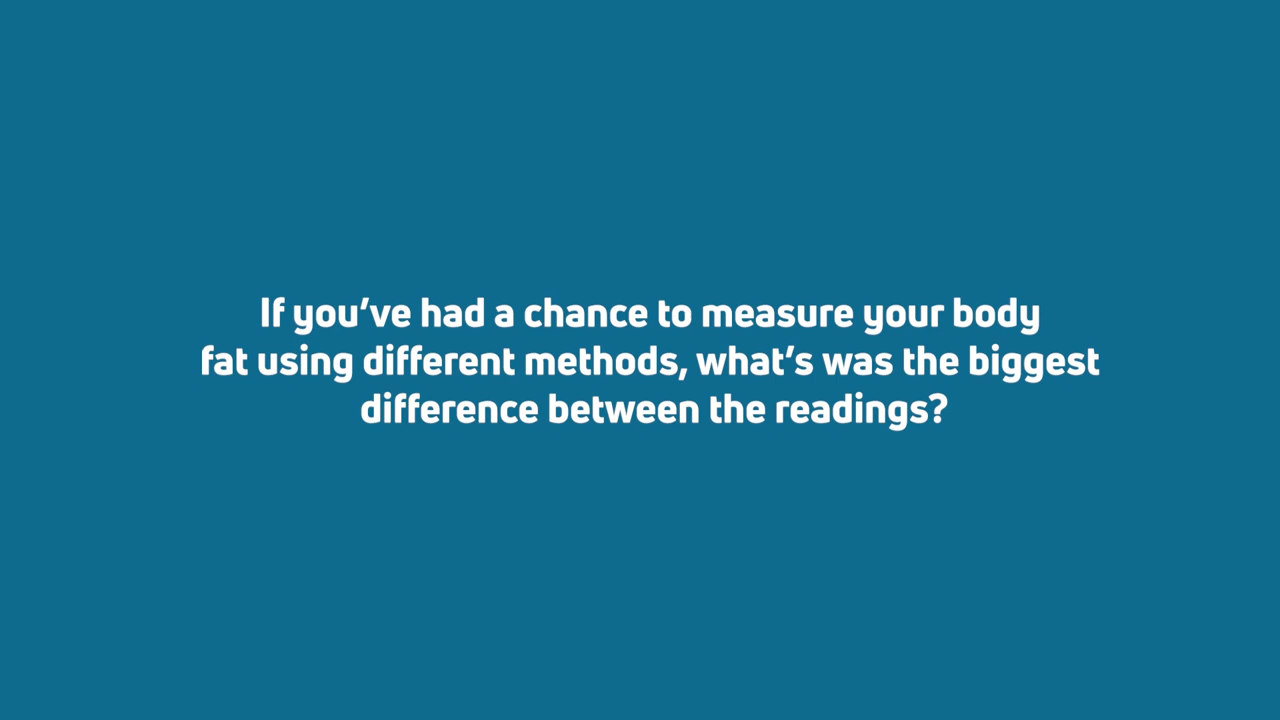 If you’ve had a chance to measure your body
fat using different methods, what’s was the biggest
difference between the readings?